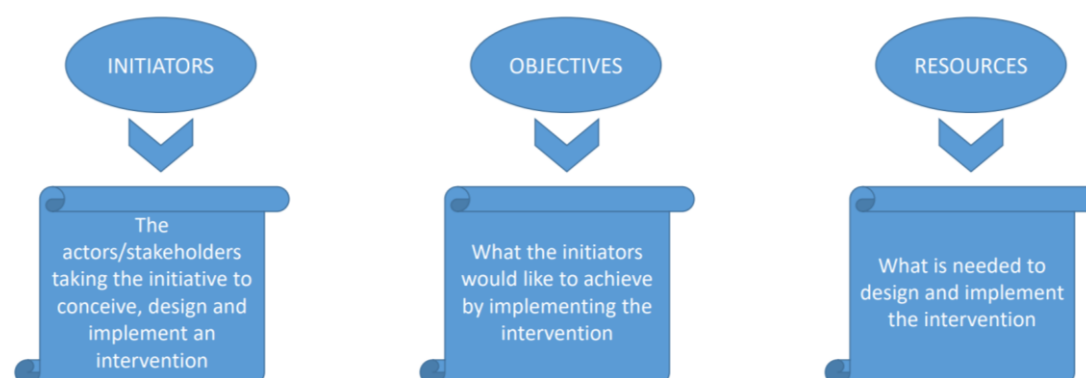 INITIATORS
OBJECTIVES
RESOURCES
The
actors/stakeholders
taking the initiative to
conceive, design and
implement an
intervention
What the initiators
would like to achieve
by implementing the
intervention
What is needed to
design and implement
the intervention